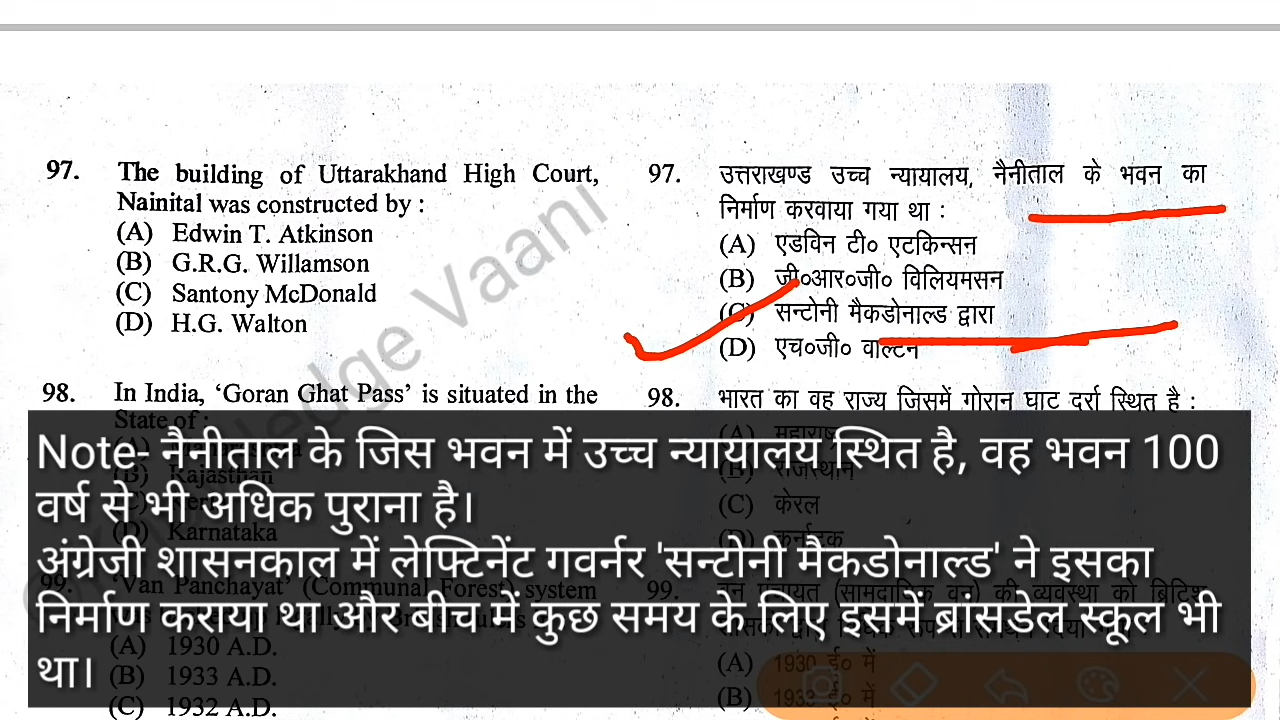 97. The building of Uttarakhand High Court,
Nainital was constructed by :
(A) Edwin T. Atkinson
(B) G.R.G. Willamson
(C) Santony McDonald
(D) H.G. Walton
98. In India, ‘Goran Ghat Pass’ is situated in the
State of :
(B) Rajasthan
(D) Karnataka
99. ‘Van Panchayat’ (Communal Forest) system
(A) 1930 A.D.
(B) 1933 A.D.
(C) 1932 A.D.
97. उत्तराखण्ड उच्च न्यायालय, नैनीताल के भवन का
निर्माण करवाया गया था :
(A) एडविन टी० एटकिन्सन
(B) जी०आर०जी० विलियमसन
(C) सन्टोनी मैकडोनाल्ड द्वारा
(D) एच०जी० वाल्टन
98. भारत का वह राज्य जिसमें गोरान घाट दर्रा स्थित है :
(A) महाराष्ट्र
(B) राजस्थान
(C) केरल
(D) कर्नाटक
99. वन पंचायत (सामुदायिक वन) की व्यवस्था को ब्रिटिश
(A) 1930 ई० में
(B) 1933 ई० में
Note- नैनीताल के जिस भवन में उच्च न्यायालय स्थित है, वह भवन 100
वर्ष से भी अधिक पुराना है।
अंग्रेजी शासनकाल में लेफ्टिनेंट गवर्नर 'सन्टोनी मैकडोनाल्ड' ने इसका
निर्माण कराया था और बीच में कुछ समय के लिए इसमें ब्रांसडेल स्कूल भी
था।